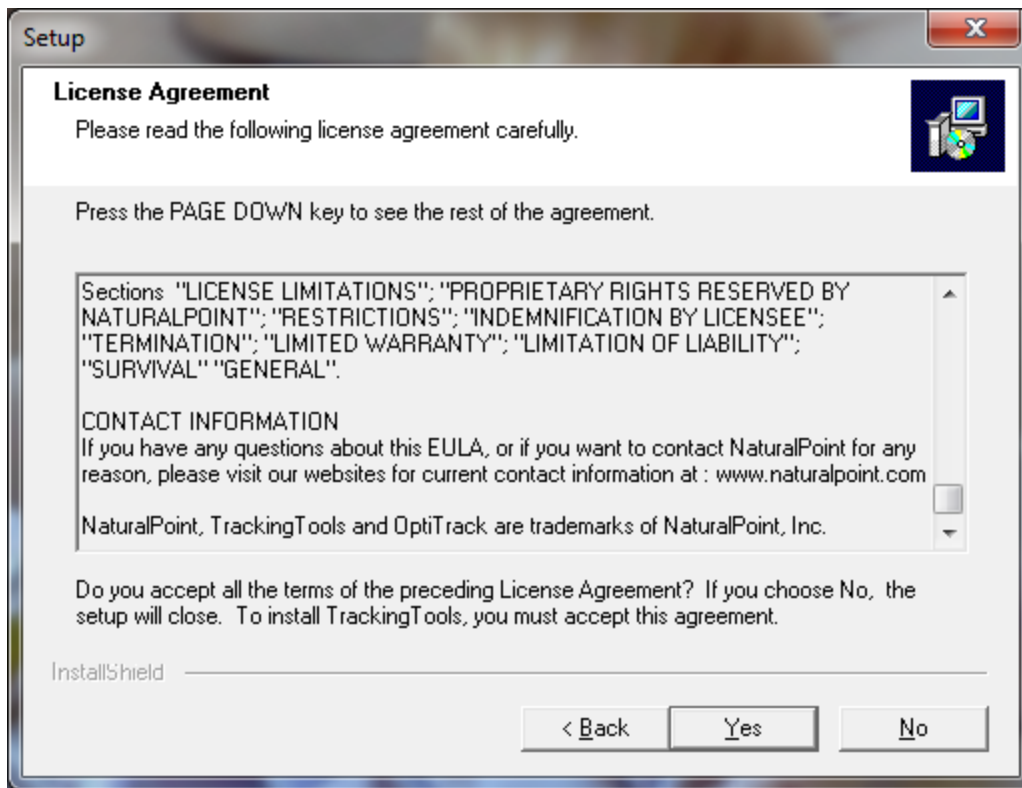 Setup
License Agreement
Please read the following license agreement carefully.
Press the PAGE DOWN key to see the rest of the agreement.
Sections  "LICENSE LIMITATIONS"; "PROPRIETARY RIGHTS RESERVED BY
NATURALPOINT"; "RESTRICTIONS"; "INDEMNIFICATION BY LICENSEE";
"TERMINATION"; "LIMITED WARRANTY"; "LIMITATION OF LIABILITY";
"SURVIVAL" "GENERAL".
CONTACT INFORMATION
If you have any questions about this EULA, or if you want to contact NaturalPoint for any
reason, please visit our websites for current contact information at : www.naturalpoint.com
NaturalPoint, TrackingTools and OptiTrack are trademarks of NaturalPoint, Inc.
Do you accept all the terms of the preceding License Agreement?  If you choose No,  the
setup will close.  To install TrackingTools, you must accept this agreement.
InstallShield
< Back
Yes
No